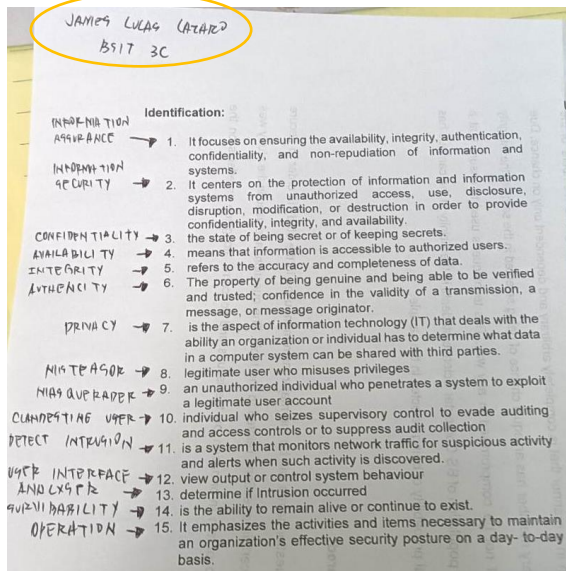 JAMES LUCAS LAZARO
BSIT 3C
Identification:
INFORMATION
ASSURANCE → 1. It focuses on ensuring the availability, integrity, authentication,
confidentiality, and non-repudiation of information and
systems.
INFORMATION
SECURITY → 2. It centers on the protection of information and information
systems from unauthorized access, use, disclosure,
disruption, modification, or destruction in order to provide
confidentiality, integrity, and availability.
CONFIDENTIALITY → 3. the state of being secret or of keeping secrets.
AVAILABILITY → 4. means that information is accessible to authorized users.
INTEGRITY → 5. refers to the accuracy and completeness of data.
AUTHENCITY → 6. The property of being genuine and being able to be verified
and trusted; confidence in the validity of a transmission, a
message, or message originator.
PRIVACY → 7. is the aspect of information technology (IT) that deals with the
ability an organization or individual has to determine what data
in a computer system can be shared with third parties.
MISTEASOR → 8. legitimate user who misuses privileges
MASQUERADER → 9. an unauthorized individual who penetrates a system to exploit
a legitimate user account
CLANDESTINE USER → 10. individual who seizes supervisory control to evade auditing
and access controls or to suppress audit collection
DETECT INTRUSION → 11. is a system that monitors network traffic for suspicious activity
and alerts when such activity is discovered.
USER INTERFACE → 12. view output or control system behaviour
→ 13. determine if Intrusion occurred
→ 14. is the ability to remain alive or continue to exist.
OPERATION → 15. It emphasizes the activities and items necessary to maintain
an organization's effective security posture on a day- to-day
basis.